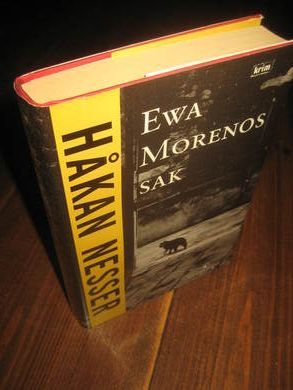 krim
EWA
MORENOS
SAK
HÅKAN NESSER